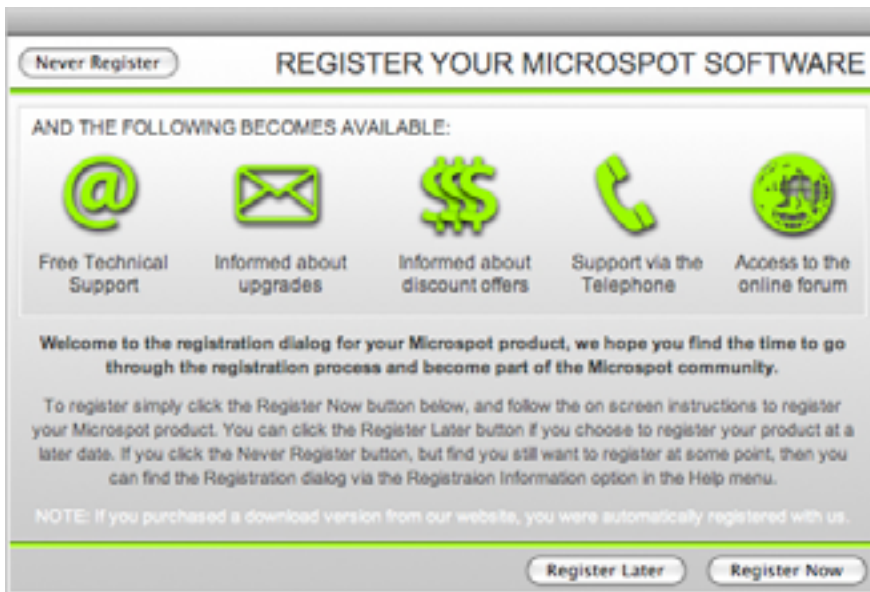 Never Register
REGISTER YOUR MICROSPOT SOFTWARE
AND THE FOLLOWING BECOMES AVAILABLE:
Free Technical
Support
Informed about
upgrades
Informed about
discount offers
Support via the
Telephone
Access to the
online forum
Welcome to the registration dialog for your Microspot product, we hope you find the time to go
through the registration process and become part of the Microspot community.
To register simply click the Register Now button below, and follow the on screen instructions to register
your Microspot product. You can click the Register Later button if you choose to register your product at a
later date. If you click the Never Register button, but find you still want to register at some point, then you
can find the Registration dialog via the Registraion Information option in the Help menu.
NOTE: If you purchased a download version from our website, you were automatically registered with us.
Register Later
Register Now